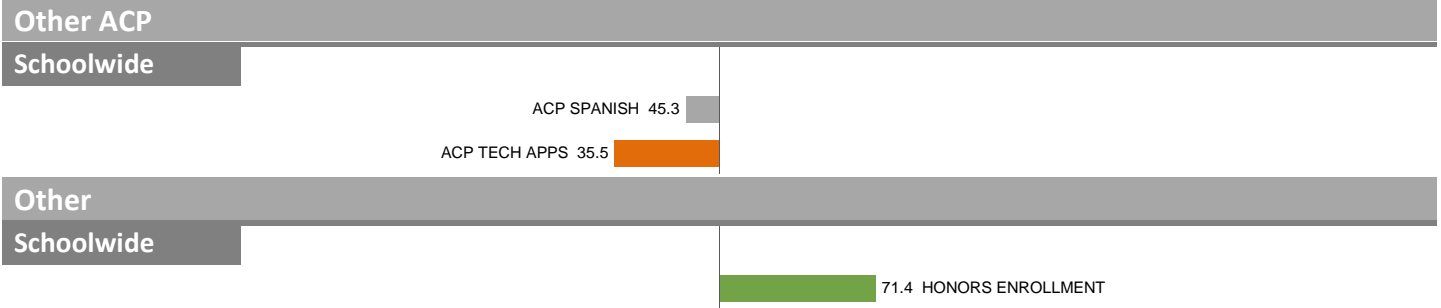 Other ACP
Schoolwide
ACP SPANISH 45.3
ACP TECH APPS 35.5
Other
Schoolwide
71.4 HONORS ENROLLMENT